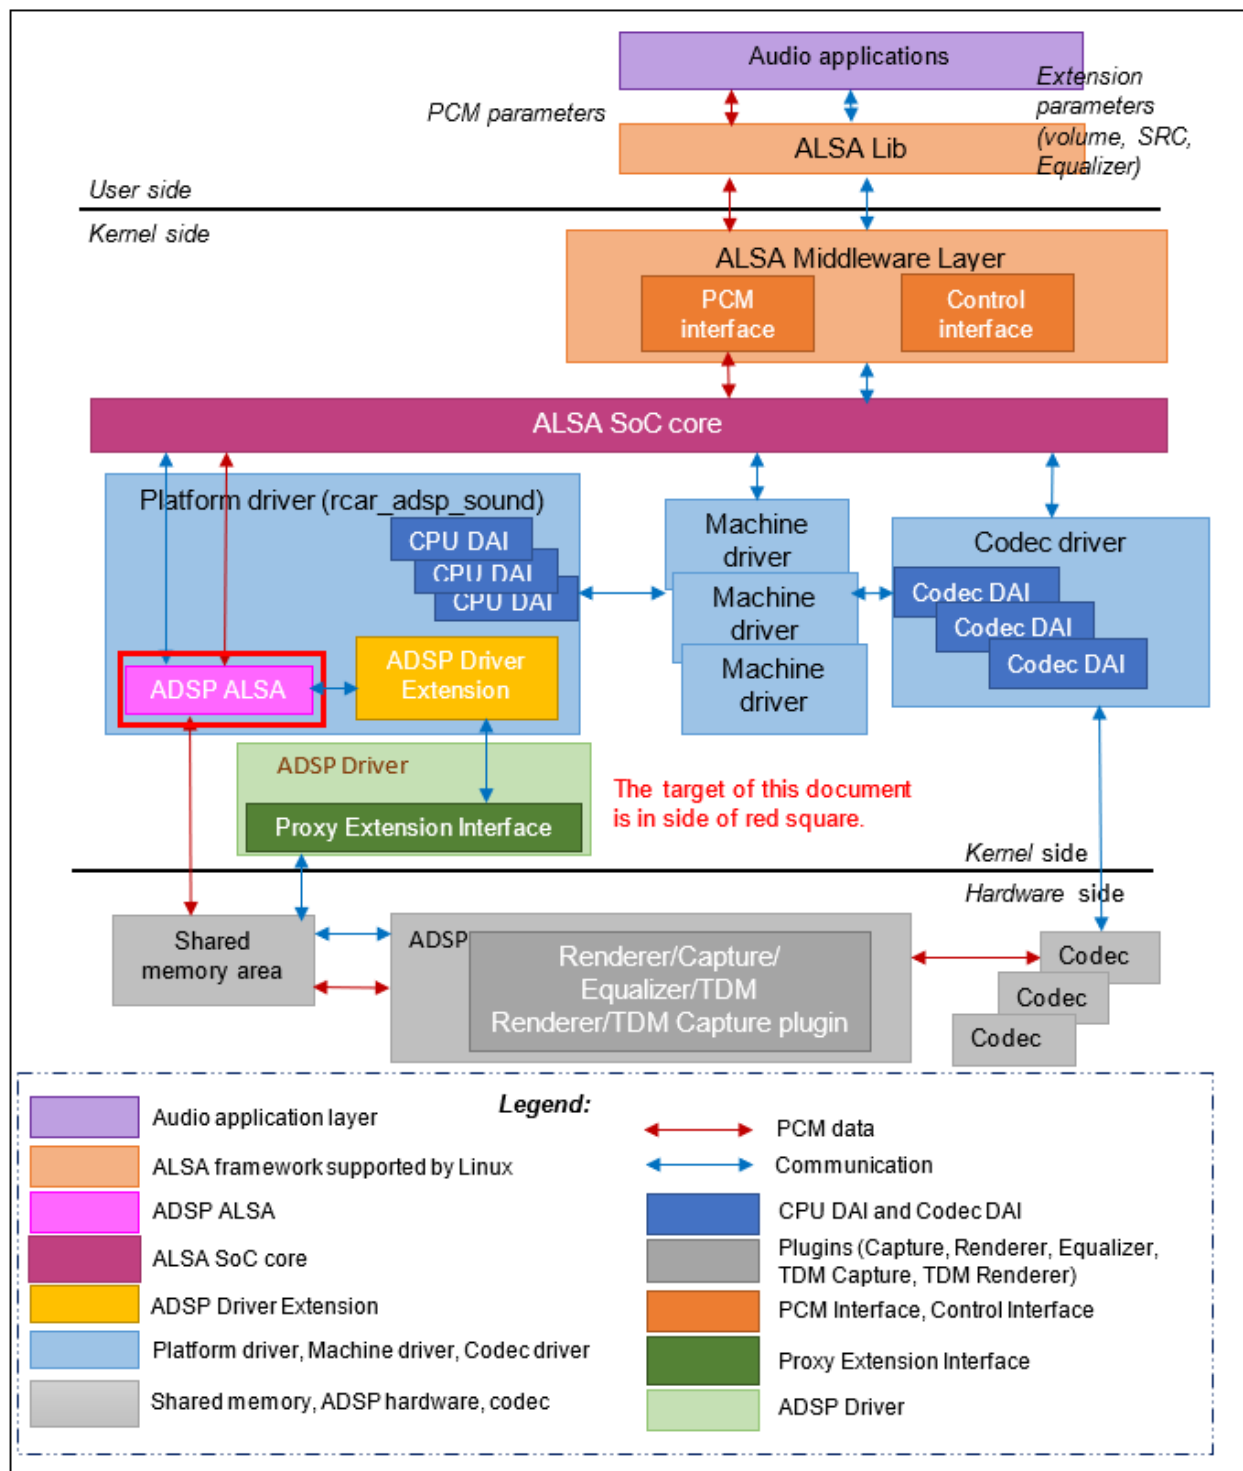 Audio applications
PCM parameters
Extension
parameters
(volume, SRC,
Equalizer)
ALSA Lib
User side
Kernel side
ALSA Middleware Layer
PCM
interface
Control
interface
ALSA SoC core
Platform driver (rcar_adsp_sound)
CPU DAI
CPU DAI
CPU DAI
Machine
driver
Machine
driver
Machine
driver
Codec driver
Codec DAI
Codec DAI
Codec DAI
ADSP ALSA
ADSP Driver
Extension
ADSP Driver
Proxy Extension Interface
The target of this document
is in side of red square.
Kernel side
Hardware side
Shared
memory area
ADSP
Renderer/Capture/
Equalizer/TDM
Renderer/TDM Capture plugin
Codec
Codec
Codec
Legend:
Audio application layer
ALSA framework supported by Linux
ADSP ALSA
ALSA SoC core
ADSP Driver Extension
Platform driver, Machine driver, Codec driver
Shared memory, ADSP hardware, codec
PCM data
Communication
CPU DAI and Codec DAI
Plugins (Capture, Renderer, Equalizer,
TDM Capture, TDM Renderer)
PCM Interface, Control Interface
Proxy Extension Interface
ADSP Driver